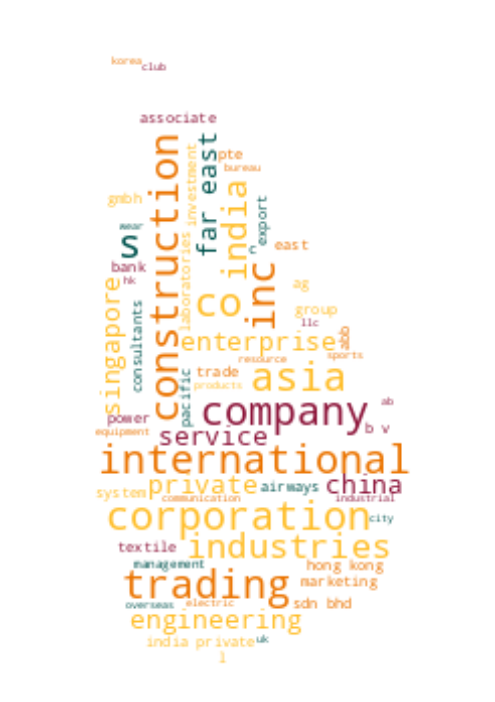 korea
club
associate
construction
investment
far east
pte
bureau
gmbh
india
export
wear
s
c
east
bank
hk
laboratories
inc
ag
singapore
consultants
co
group
llc
enterprise
abb
sports
resource
trade
asia
pacific
products
company
ab
power
b v
equipment
service
international
system
private
airways
china
communication
industrial
corporation
city
textile
industries
management
hong kong
trading
marketing
overseas
electric
sdn bhd
engineering
india private
uk
l